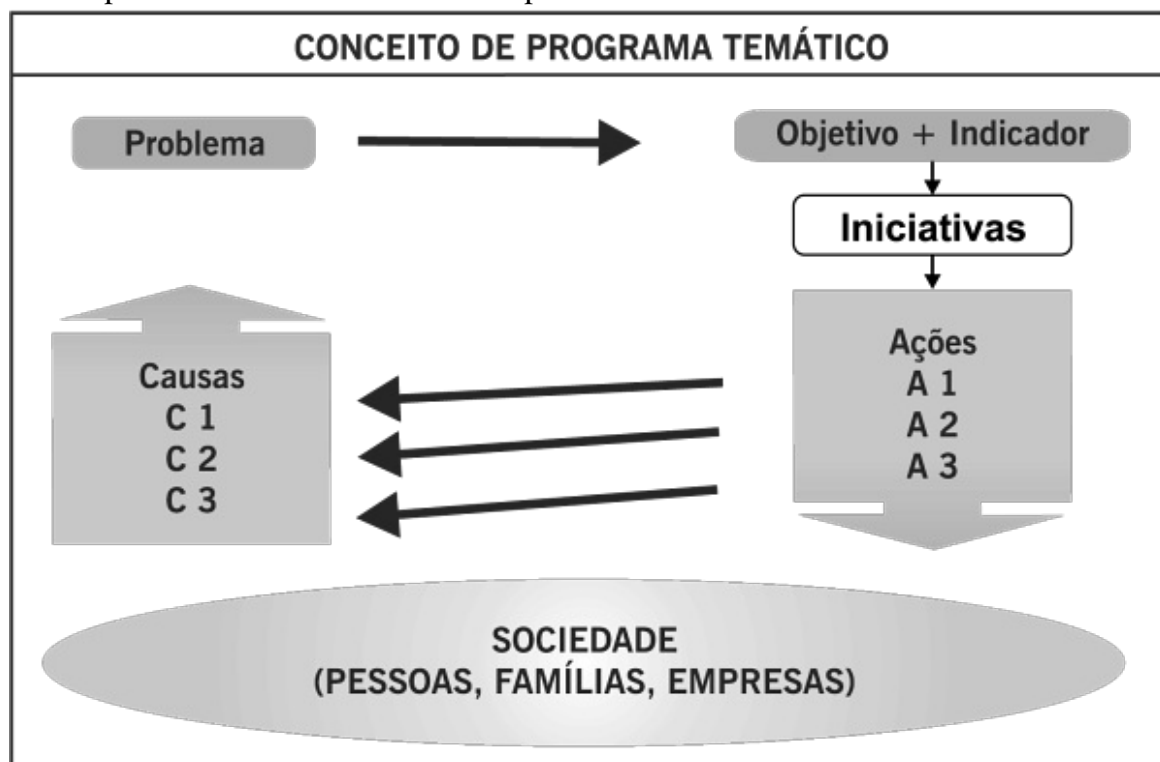 CONCEITO DE PROGRAMA TEMÁTICO
Problema
Objetivo + Indicador
Iniciativas
Causas
C 1
C 2
C 3
Ações
A 1
A 2
A 3
SOCIEDADE
(PESSOAS, FAMÍLIAS, EMPRESAS)